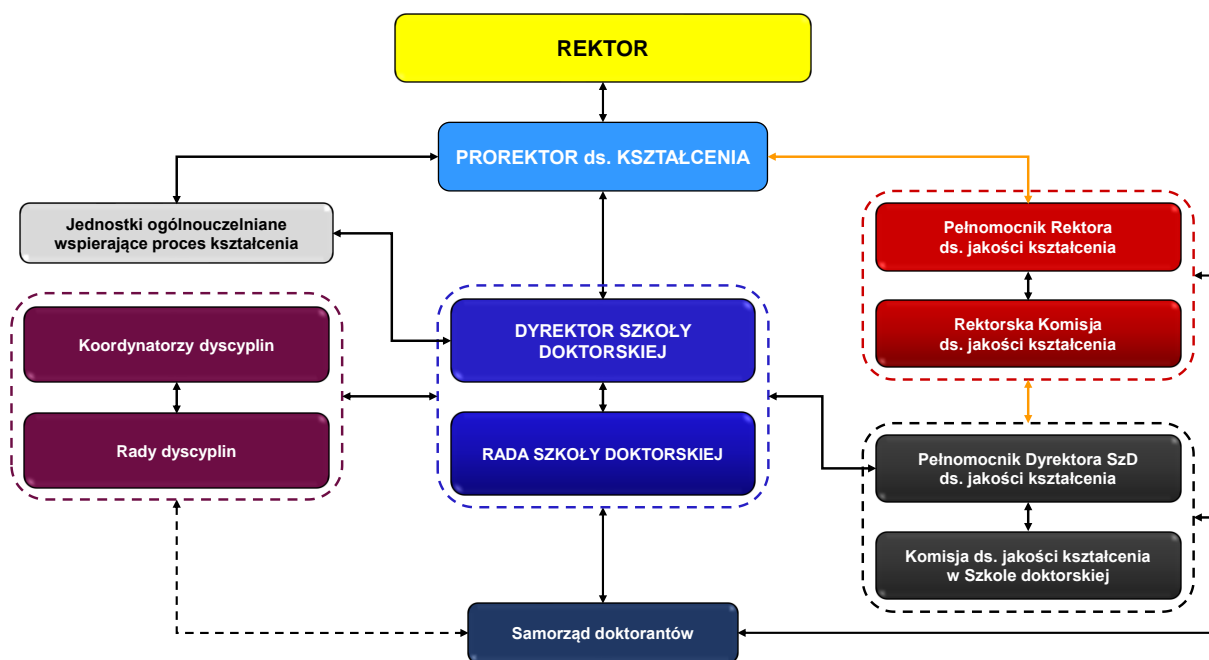 REKTOR
PROREKTOR ds. KSZTAŁCENIA
Jednostki ogólnouczelniane
wspierające proces kształcenia
Pełnomocnik Rektora
ds. jakości kształcenia
Rektorska Komisja
ds. jakości kształcenia
Koordynatorzy dyscyplin
Rady dyscyplin
DYREKTOR SZKOŁY
DOKTORSKIEJ
RADA SZKOŁY DOKTORSKIEJ
Pełnomocnik Dyrektora SzD
ds. jakości kształcenia
Komisja ds. jakości kształcenia
w Szkole doktorskiej
Samorząd doktorantów